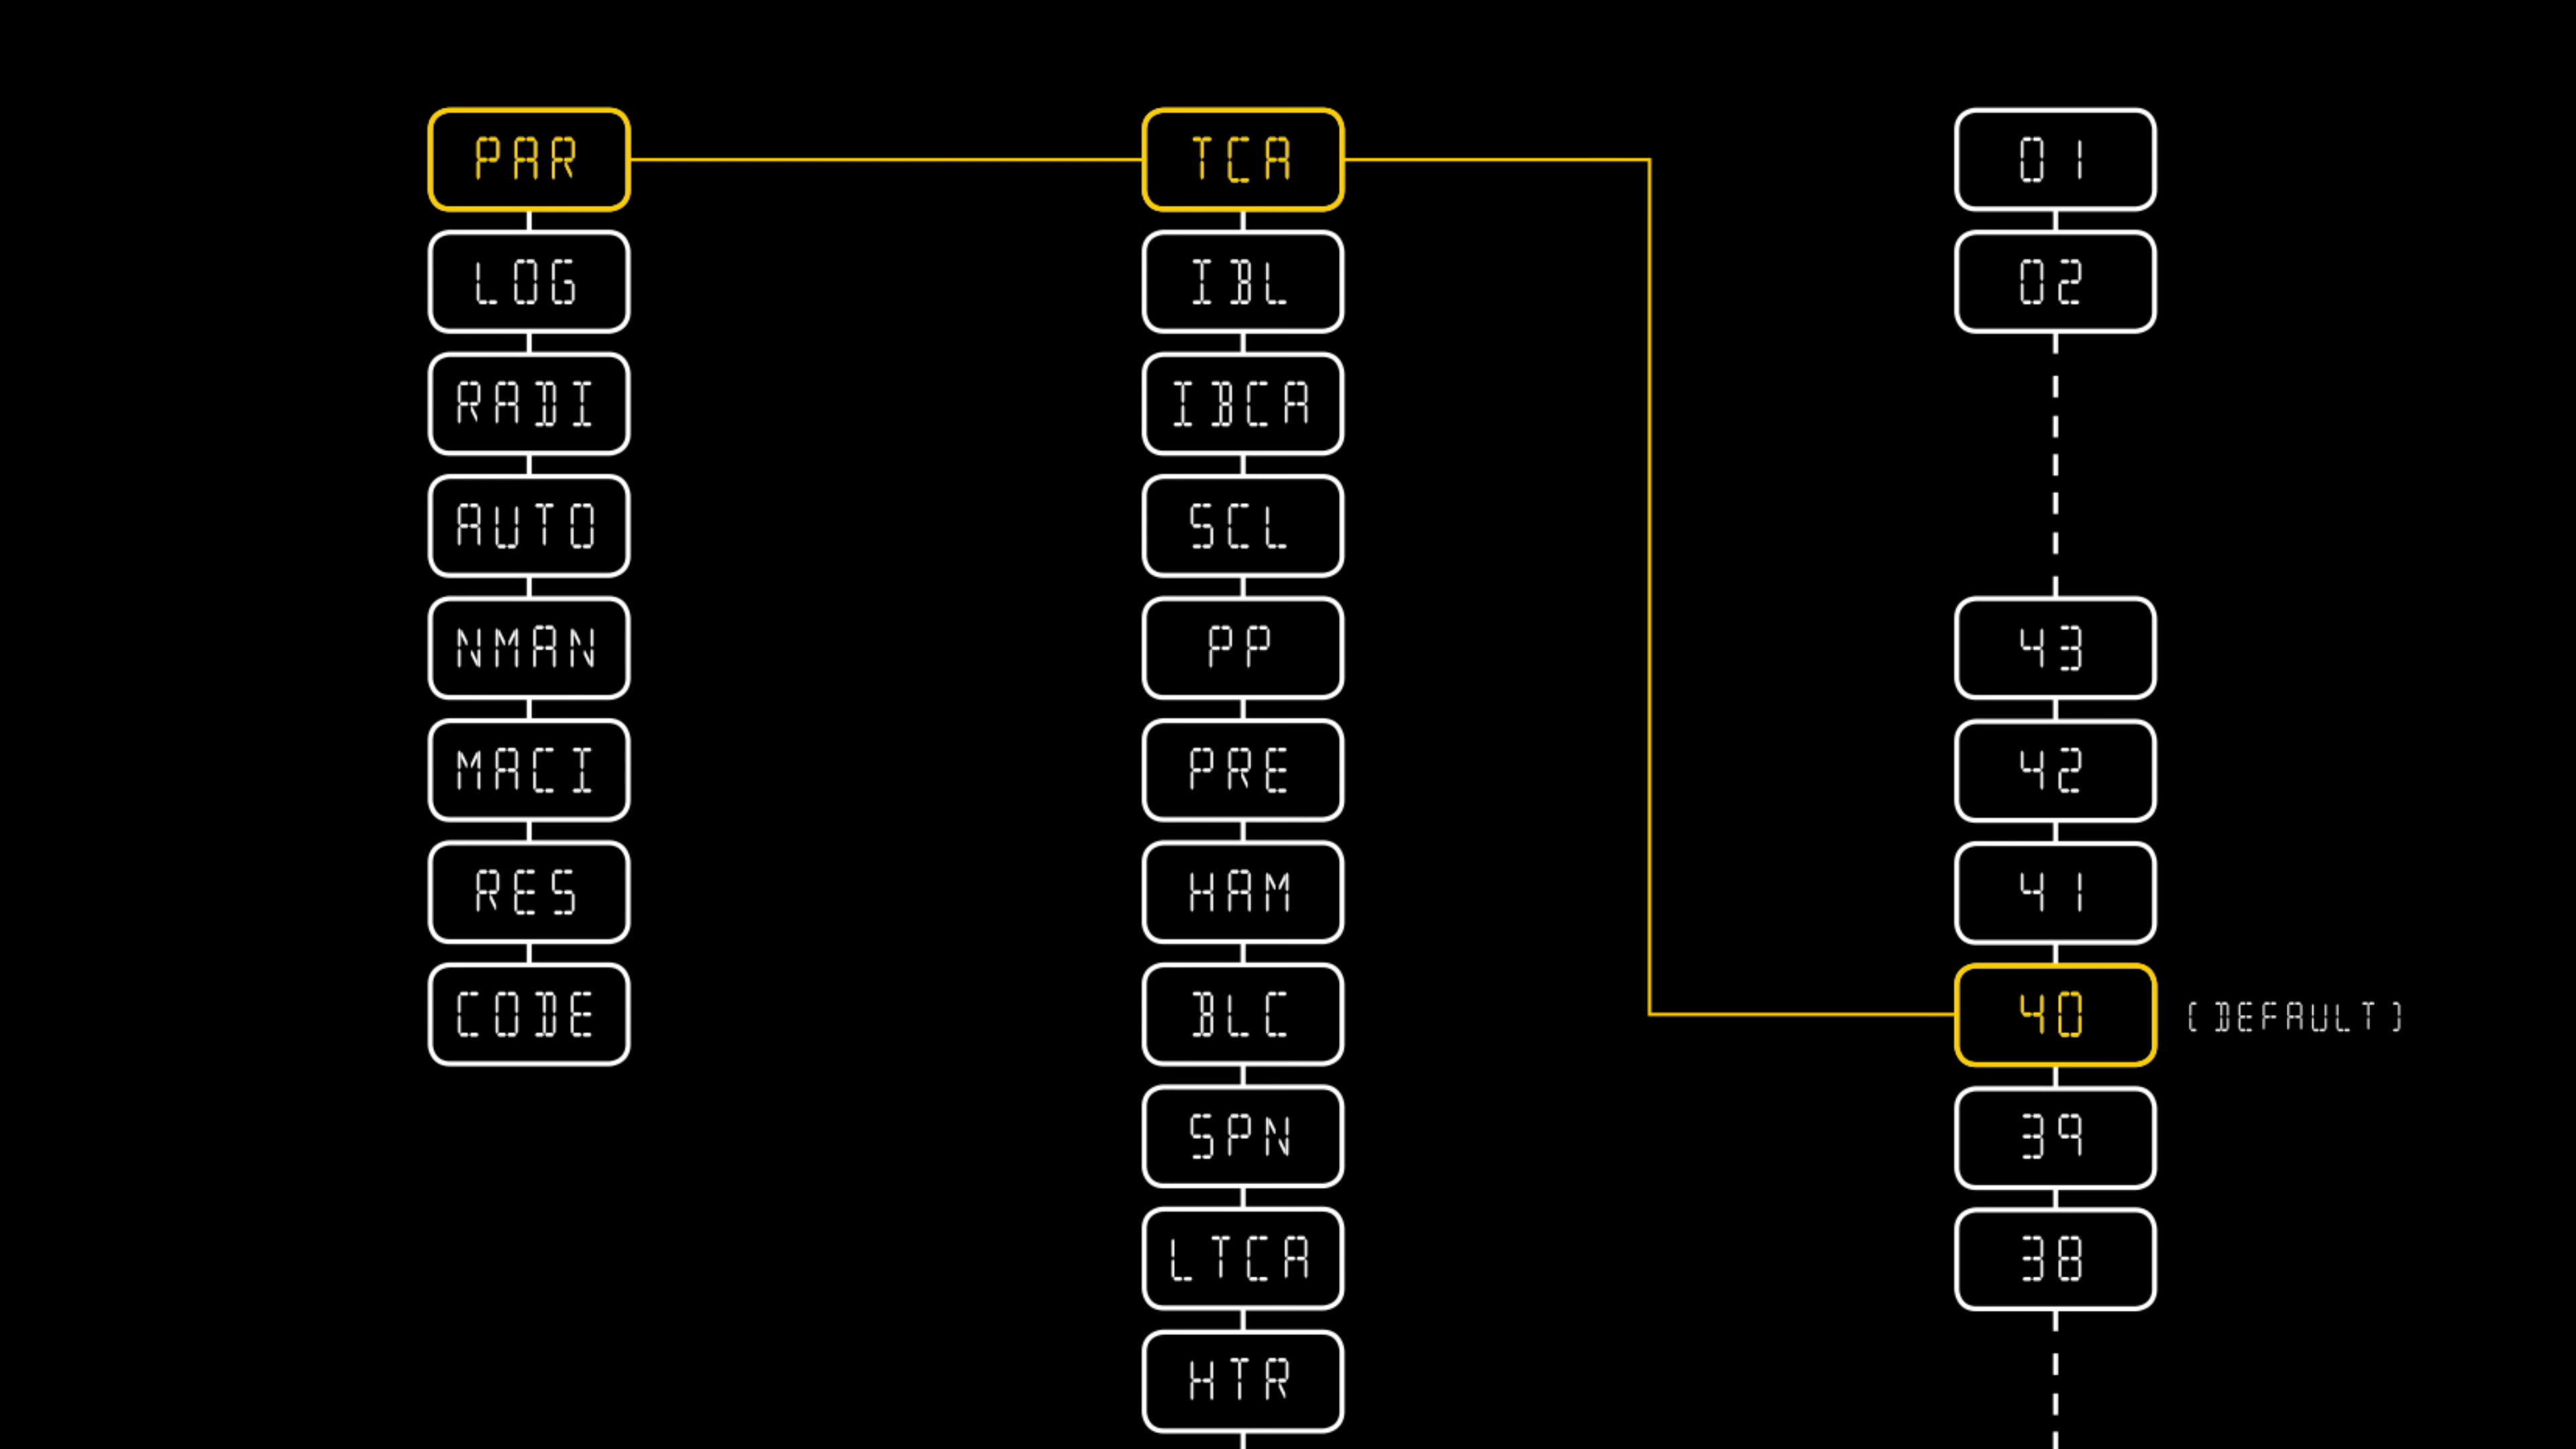 PAR
LOG
RADI
AUTO
NMAN
MACI
RES
CODE
TCA
IBL
IBCA
SCL
PP
PRE
HAM
BLC
SPN
LTCA
HTR
01
02
43
42
41
40 [DEFAULT]
39
38